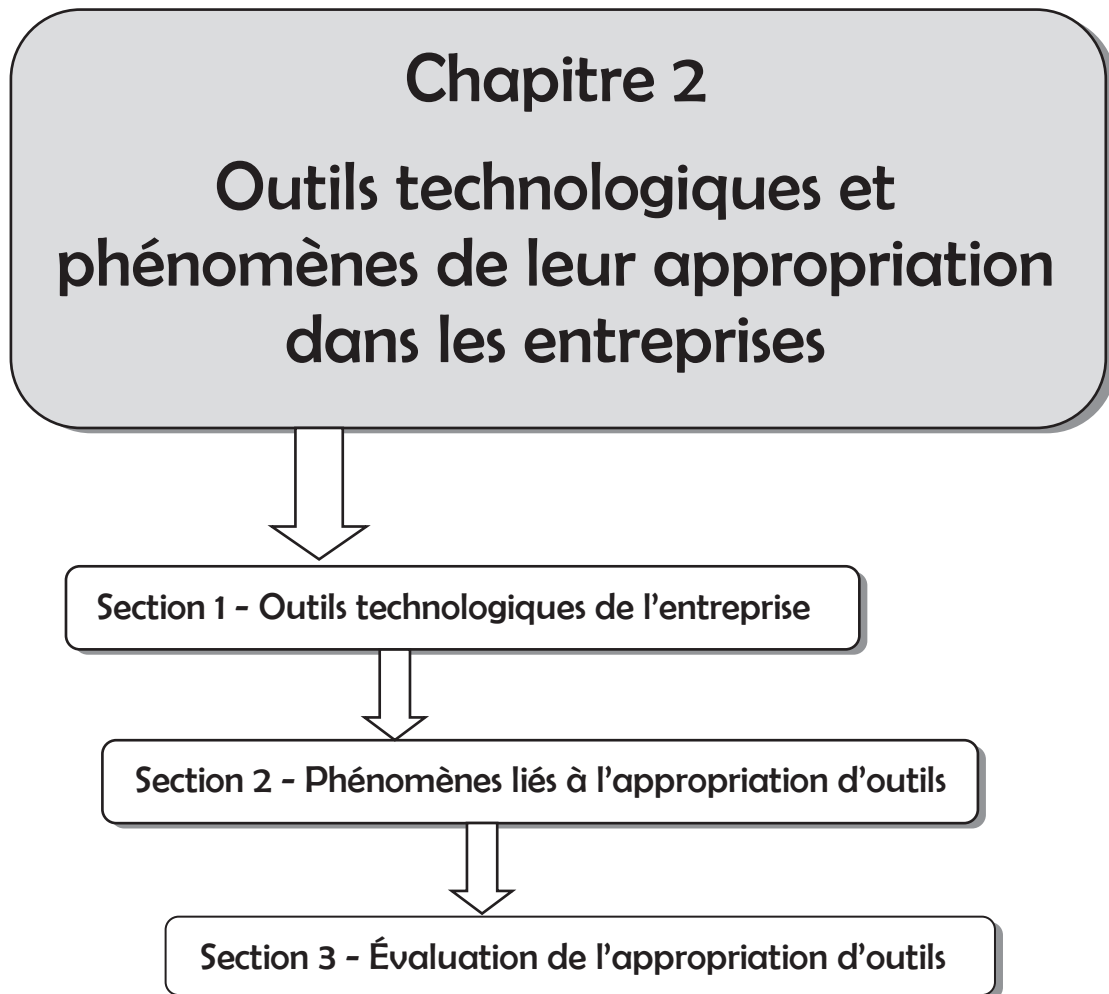 Chapitre 2
Outils technologiques et
phénomènes de leur appropriation
dans les entreprises
Section 1 - Outils technologiques de l’entreprise
Section 2 - Phénomènes liés à l’appropriation d’outils
Section 3 - Évaluation de l’appropriation d’outils